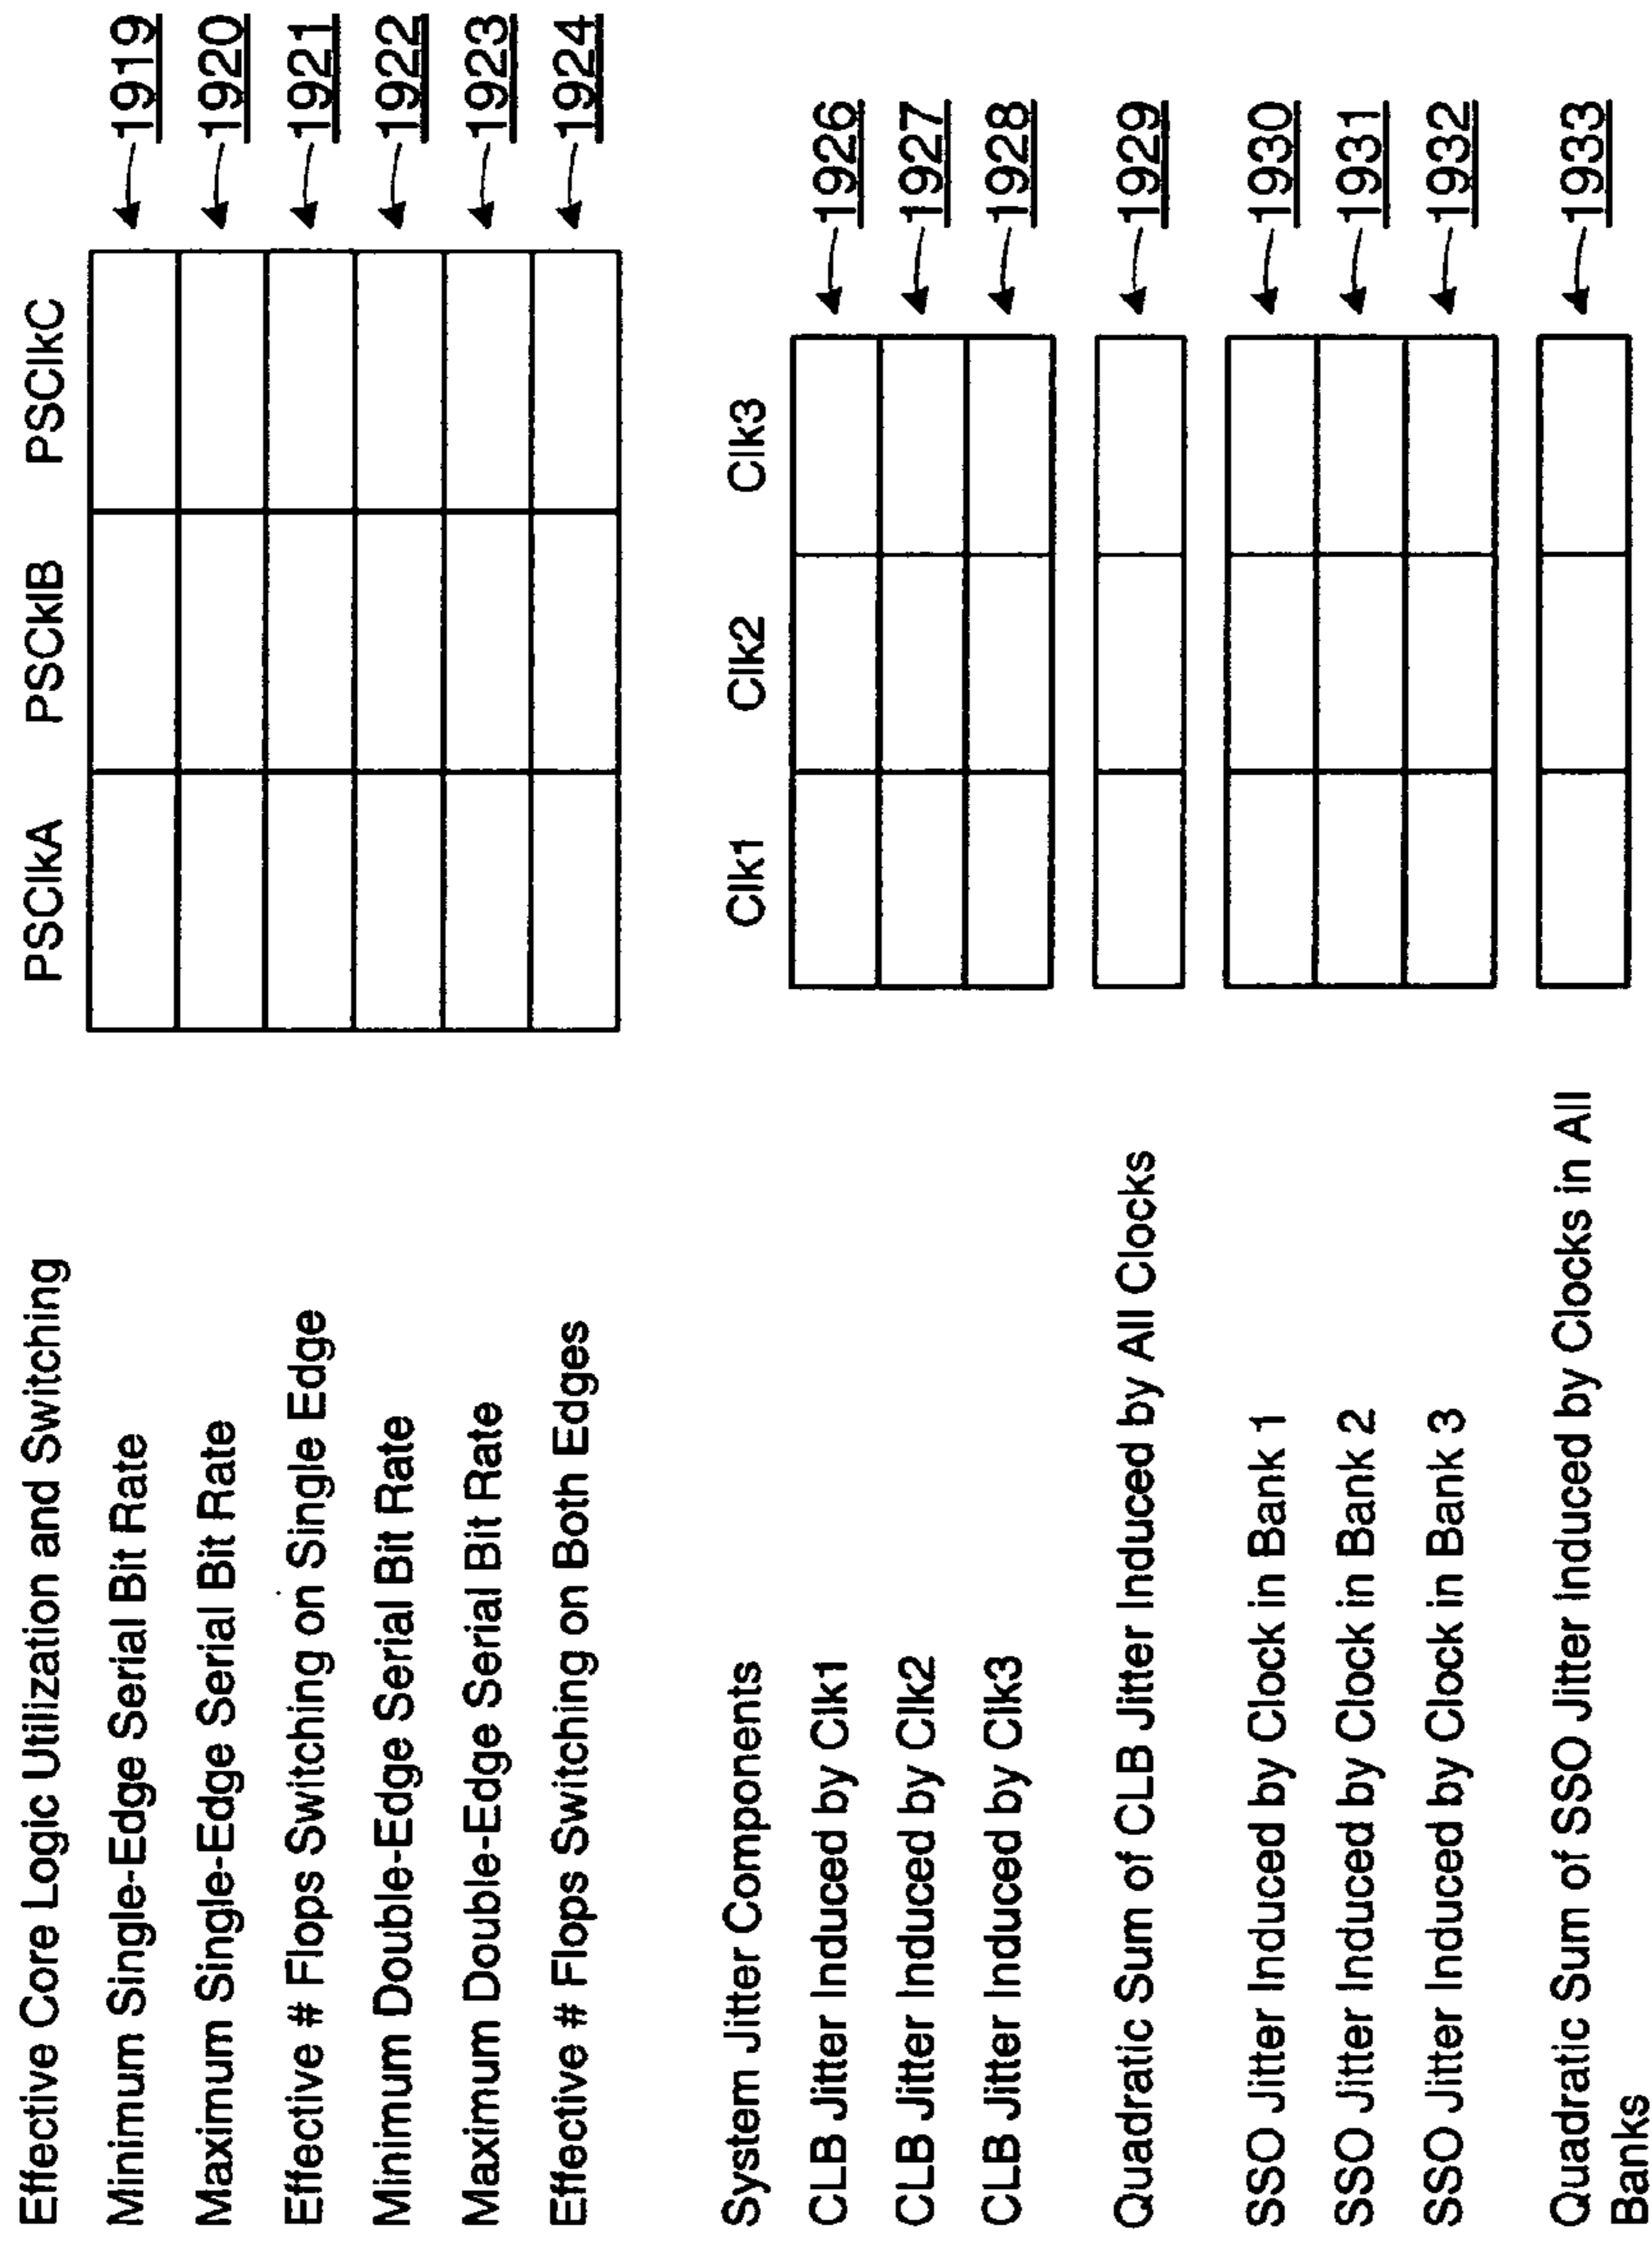 Effective Core Logic Utilization and Switching
PSClkA PSCklB PSClkC
Minimum Single-Edge Serial Bit Rate 1919
Maximum Single-Edge Serial Bit Rate 1920
Effective # Flops Switching on Single Edge 1921
Minimum Double-Edge Serial Bit Rate 1922
Maximum Double-Edge Serial Bit Rate 1923
Effective # Flops Switching on Both Edges 1924
System Jitter Components Clk1 Clk2 Clk3
CLB Jitter Induced by Clk1 1926
CLB Jitter Induced by Clk2 1927
CLB Jitter Induced by Clk3 1928
Quadratic Sum of CLB Jitter Induced by All Clocks 1929
SSO Jitter Induced by Clock in Bank 1 1930
SSO Jitter Induced by Clock in Bank 2 1931
SSO Jitter Induced by Clock in Bank 3 1932
Quadratic Sum of SSO Jitter Induced by Clocks in All 1933
Banks